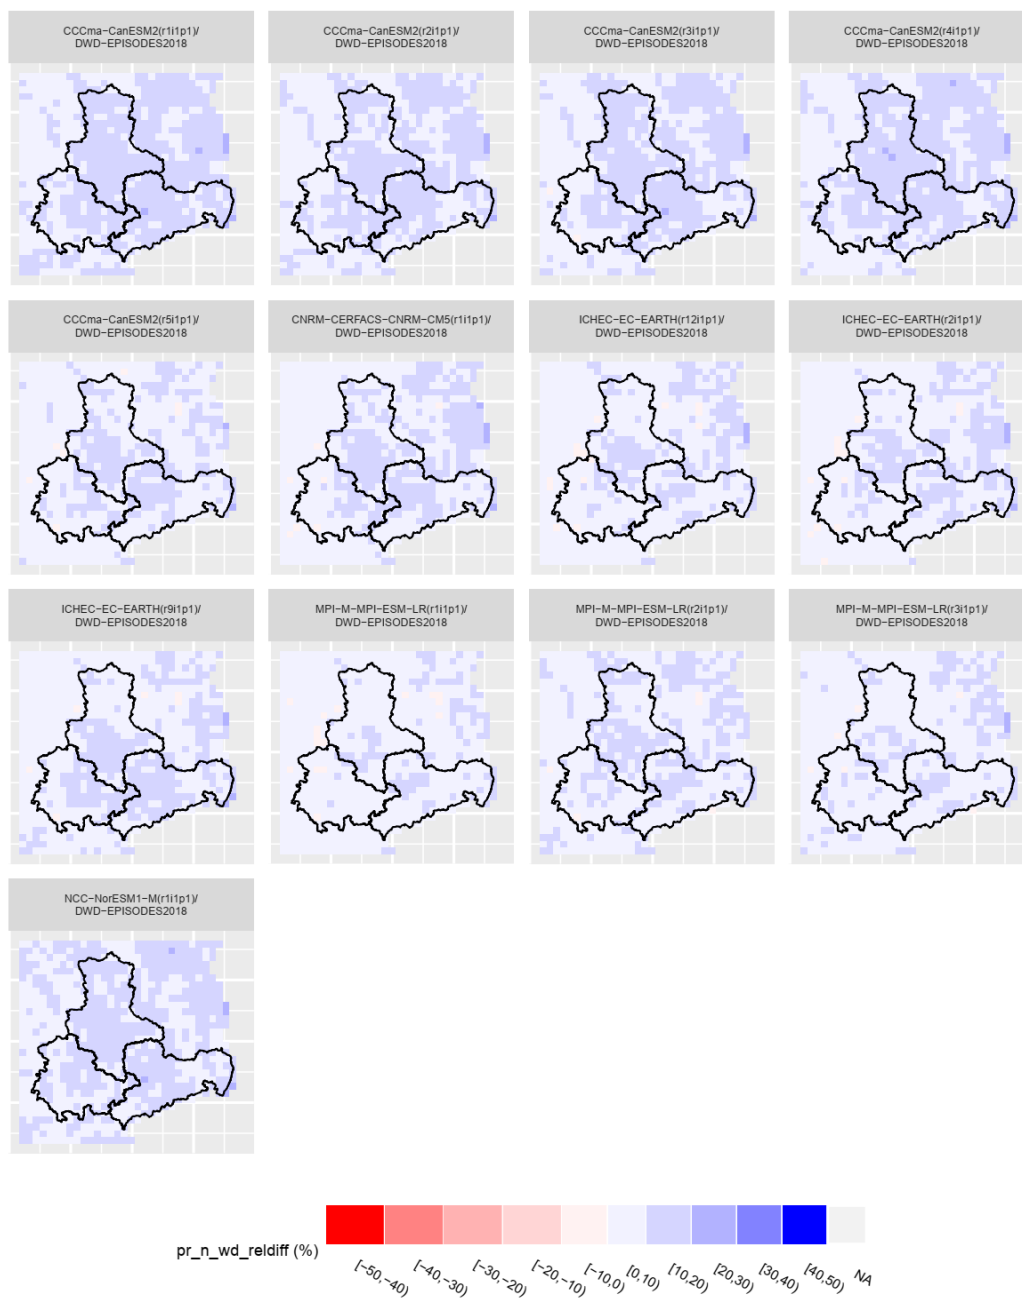 CCCma−CanESM2(r1i1p1)/
DWD−EPISODES2018
CCCma−CanESM2(r2i1p1)/
DWD−EPISODES2018
CCCma−CanESM2(r3i1p1)/
DWD−EPISODES2018
CCCma−CanESM2(r4i1p1)/
DWD−EPISODES2018
CCCma−CanESM2(r5i1p1)/
DWD−EPISODES2018
CNRM−CERFACS−CNRM−CM5(r1i1p1)/
DWD−EPISODES2018
ICHEC−EC−EARTH(r12i1p1)/
DWD−EPISODES2018
ICHEC−EC−EARTH(r2i1p1)/
DWD−EPISODES2018
ICHEC−EC−EARTH(r9i1p1)/
DWD−EPISODES2018
MPI−M−MPI−ESM−LR(r1i1p1)/
DWD−EPISODES2018
MPI−M−MPI−ESM−LR(r2i1p1)/
DWD−EPISODES2018
MPI−M−MPI−ESM−LR(r3i1p1)/
DWD−EPISODES2018
NCC−NorESM1−M(r1i1p1)/
DWD−EPISODES2018
pr_n_wd_reldiff (%)
[−50,−40)
[−40,−30)
[−30,−20)
[−20,−10)
[−10,0)
[0,10)
[10,20)
[20,30)
[30,40)
[40,50)
NA